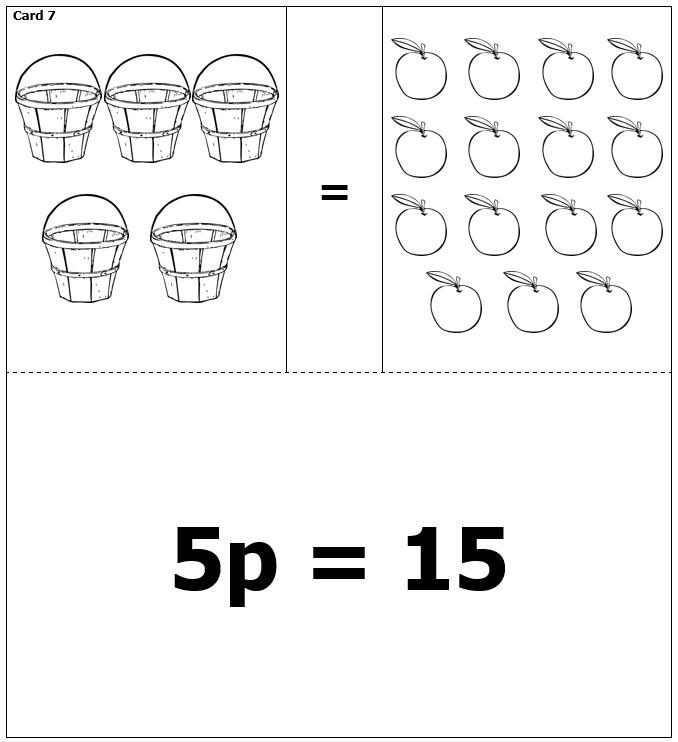 Card 7
=
5p = 15